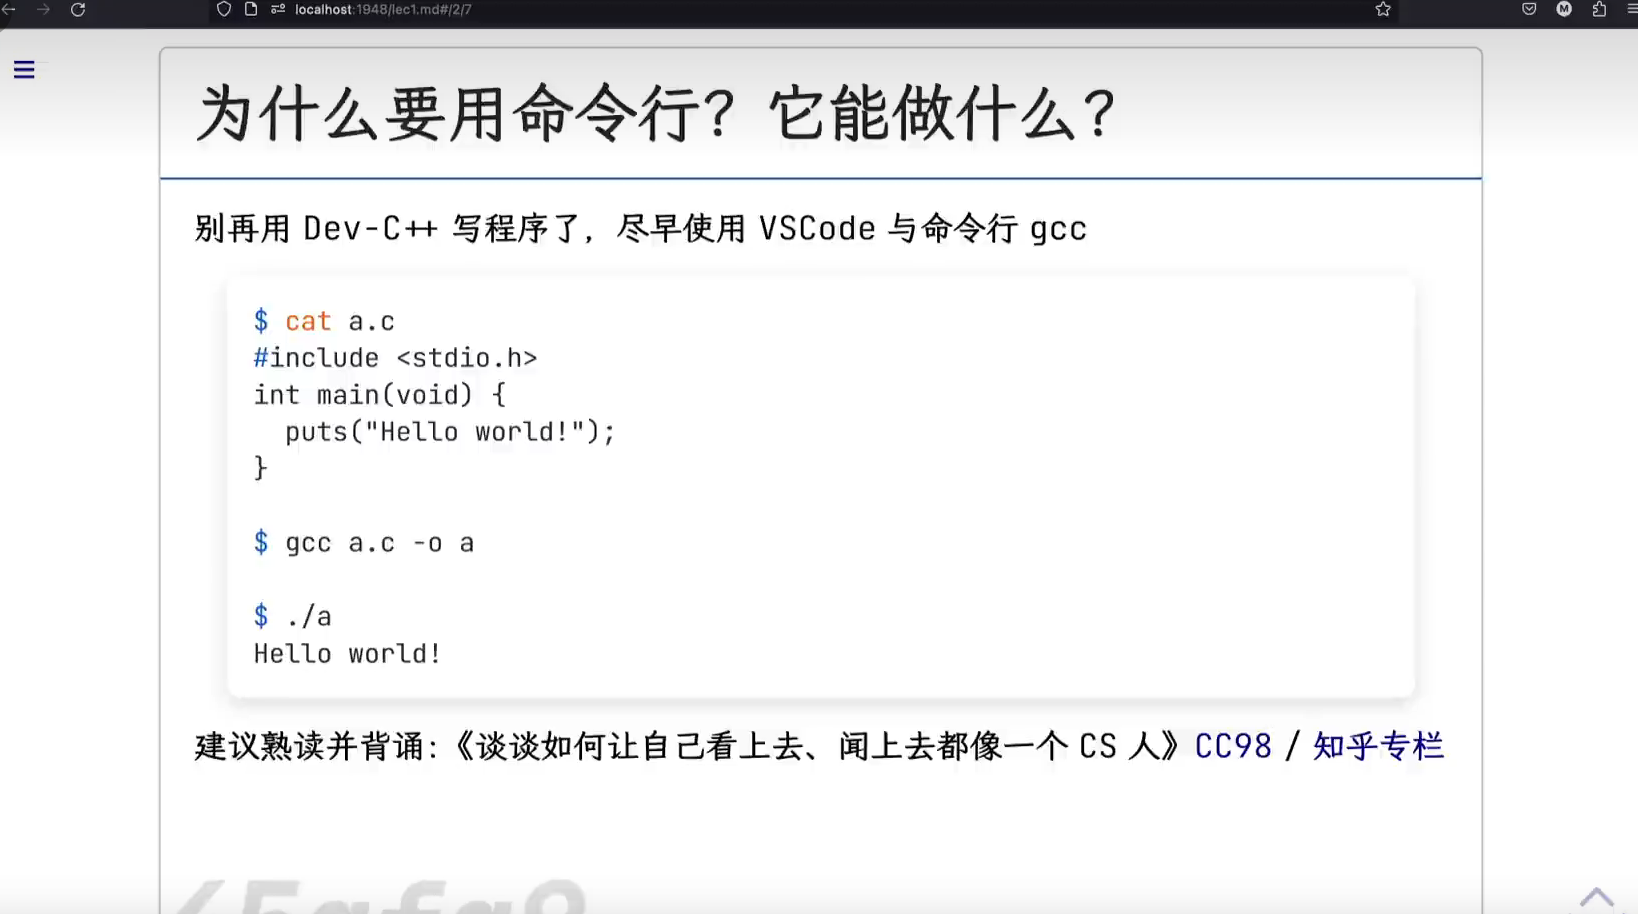 localhost:1948/lec1.md#/2/7
为什么要用命令行？它能做什么？
别再用 Dev-C++ 写程序了，尽早使用 VSCode 与命令行 gcc
$ cat a.c
#include <stdio.h>
int main(void) {
  puts("Hello world!");
}
$ gcc a.c -o a
$ ./a
Hello world!
建议熟读并背诵：《谈谈如何让自己看上去、闻上去都像一个 CS 人》CC98 / 知乎专栏